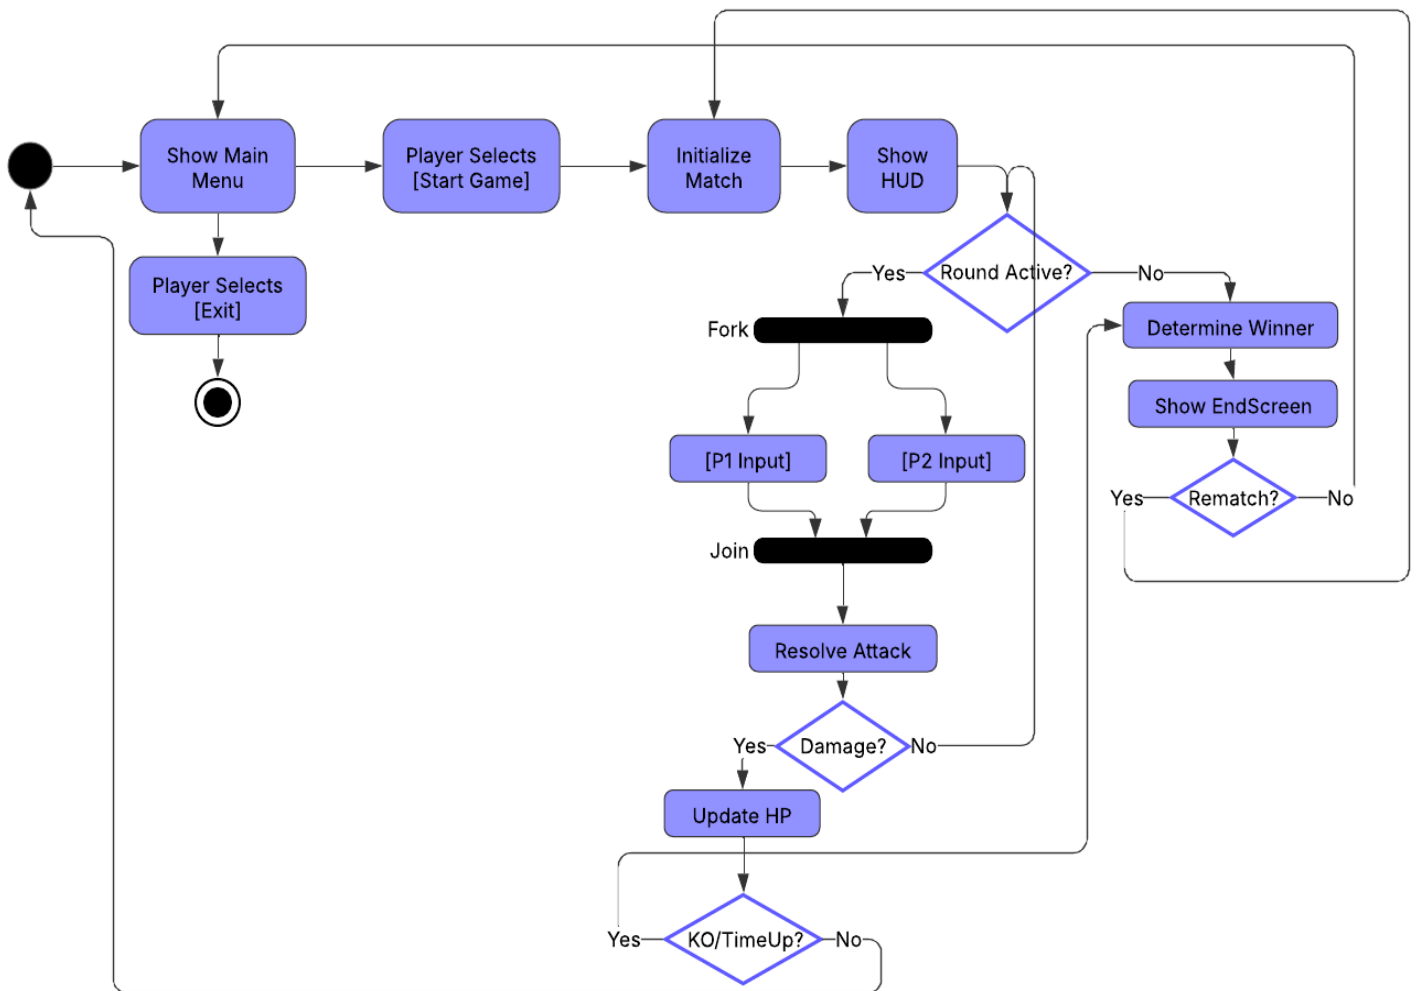 Show Main
Menu
Player Selects
[Start Game]
Initialize
Match
Show
HUD
Player Selects
[Exit]
Yes
Round Active?
No
Fork
Determine Winner
Show EndScreen
[P1 Input]
[P2 Input]
Yes
Rematch?
No
Join
Resolve Attack
Yes
Damage?
No
Update HP
Yes
KO/TimeUp?
No